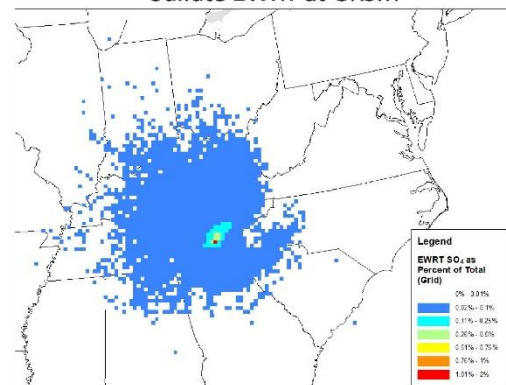 Legend
EWRT SO₄ as
Percent of Total
(Grid)
0% - 0.01%
0.02% - 0.1%
0.11% - 0.25%
0.26% - 0.5%
0.51% - 0.75%
0.76% - 1%
1.01% - 2%